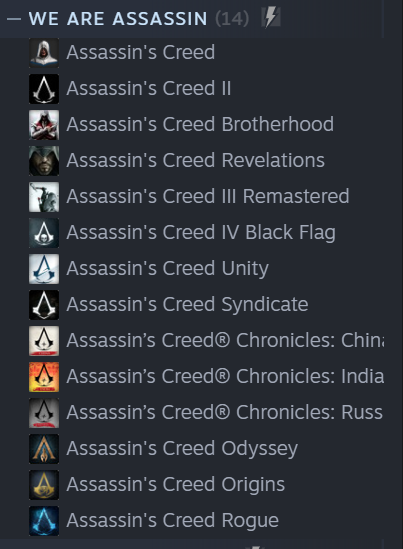 — WE ARE ASSASSIN (14)
Assassin's Creed
Assassin's Creed II
Assassin's Creed Brotherhood
Assassin's Creed Revelations
Assassin's Creed III Remastered
Assassin's Creed IV Black Flag
Assassin's Creed Unity
Assassin's Creed Syndicate
Assassin’s Creed® Chronicles: China
Assassin’s Creed® Chronicles: India
Assassin’s Creed® Chronicles: Russ
Assassin's Creed Odyssey
Assassin's Creed Origins
Assassin's Creed Rogue